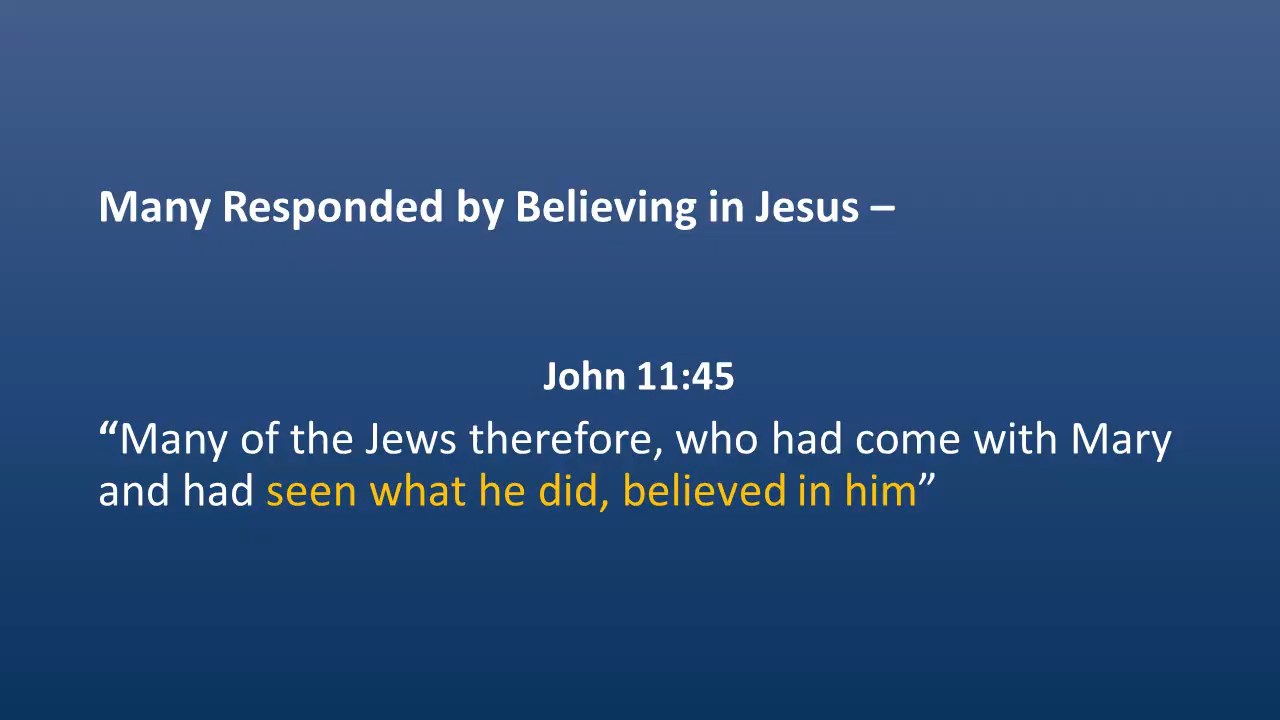 Many Responded by Believing in Jesus –
John 11:45
“Many of the Jews therefore, who had come with Mary
and had seen what he did, believed in him”